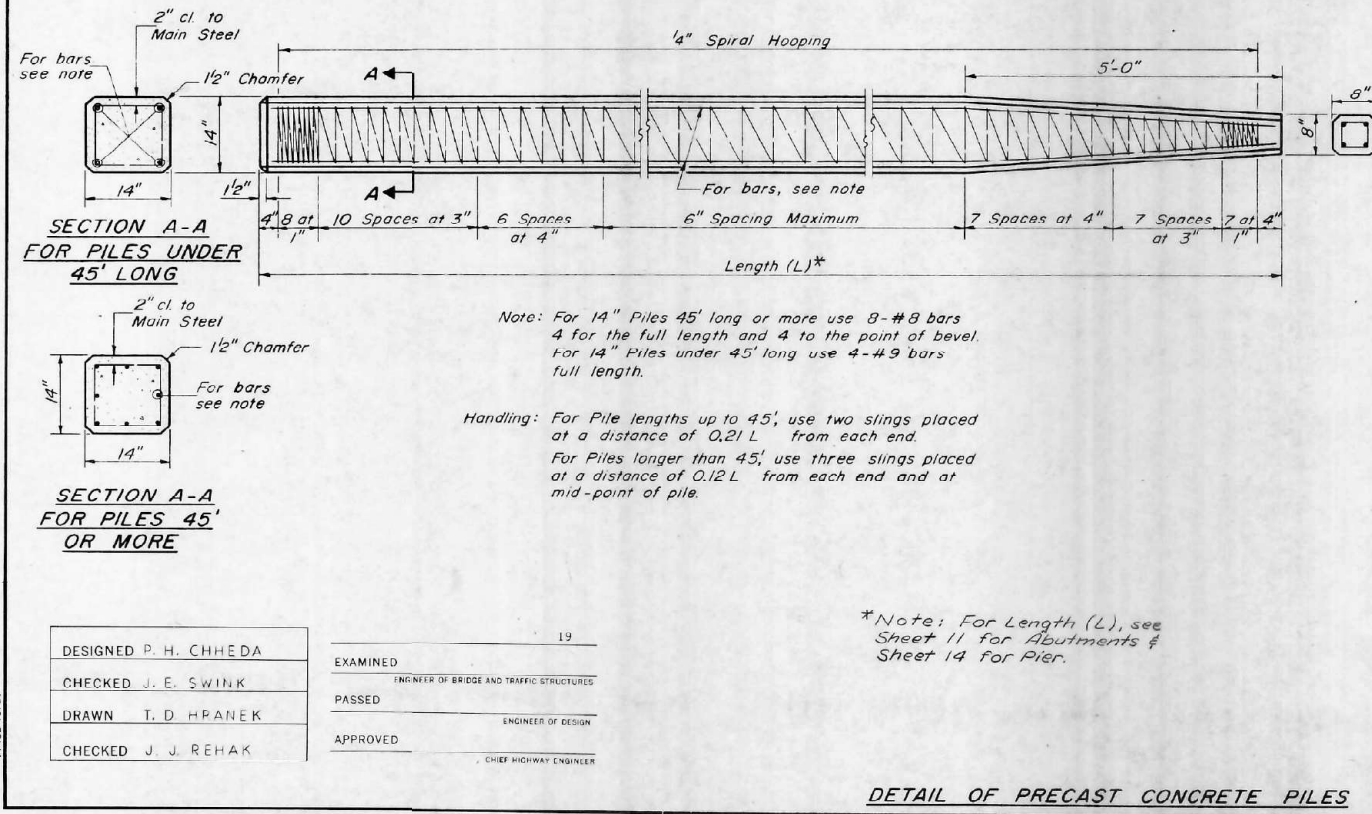 2" cl. to
Main Steel
For bars
see note
1½" Chamfer
14"
14"
SECTION A-A
FOR PILES UNDER
45' LONG
¼" Spiral Hooping
5'-0"
A
A
8"
8"
1½"
For bars, see note
4"
8 at
1"
10 Spaces at 3"
6 Spaces
at 4"
6" Spacing Maximum
7 Spaces at 4"
7 Spaces
at 3"
7 at
1"
4"
Length (L)*
2" cl. to
Main Steel
1½" Chamfer
For bars
see note
14"
14"
SECTION A-A
FOR PILES 45'
OR MORE
Note: For 14" Piles 45' long or more use 8-#8 bars
4 for the full length and 4 to the point of bevel.
For 14" Piles under 45' long use 4-#9 bars
full length.
Handling: For Pile lengths up to 45', use two slings placed
at a distance of 0.21 L from each end.
For Piles longer than 45', use three slings placed
at a distance of 0.12 L from each end and at
mid-point of pile.
*Note: For Length (L), see
Sheet 11 for Abutments &
Sheet 14 for Pier.
DESIGNED P. H. CHHEDA
CHECKED J. E. SWINK
DRAWN T. D. HRANEK
CHECKED J. J. REHAK
19
EXAMINED
ENGINEER OF BRIDGE AND TRAFFIC STRUCTURES
PASSED
ENGINEER OF DESIGN
APPROVED
CHIEF HIGHWAY ENGINEER
DETAIL OF PRECAST CONCRETE PILES